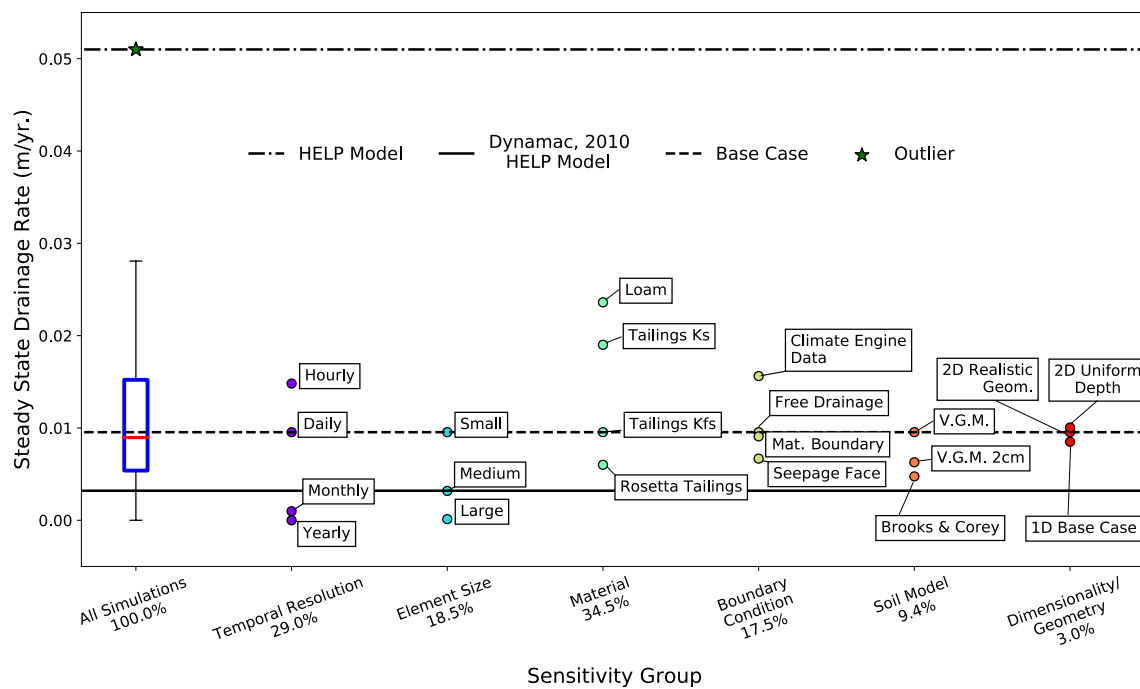 Steady State Drainage Rate (m/yr.)
0.05
0.04
0.03
0.02
0.01
0.00
HELP Model
Dynamac, 2010
HELP Model
Base Case
Outlier
Hourly
Daily
Monthly
Yearly
Small
Medium
Large
Loam
Tailings Ks
Tailings Kfs
Rosetta Tailings
Climate Engine
Data
Free Drainage
Mat. Boundary
Seepage Face
V.G.M.
V.G.M. 2cm
Brooks & Corey
2D Realistic
Geom.
2D Uniform
Depth
1D Base Case
All Simulations
100.0%
Temporal Resolution
29.0%
Element Size
18.5%
Material
34.5%
Boundary
Condition
17.5%
Soil Model
9.4%
Dimensionality/
Geometry
3.0%
Sensitivity Group